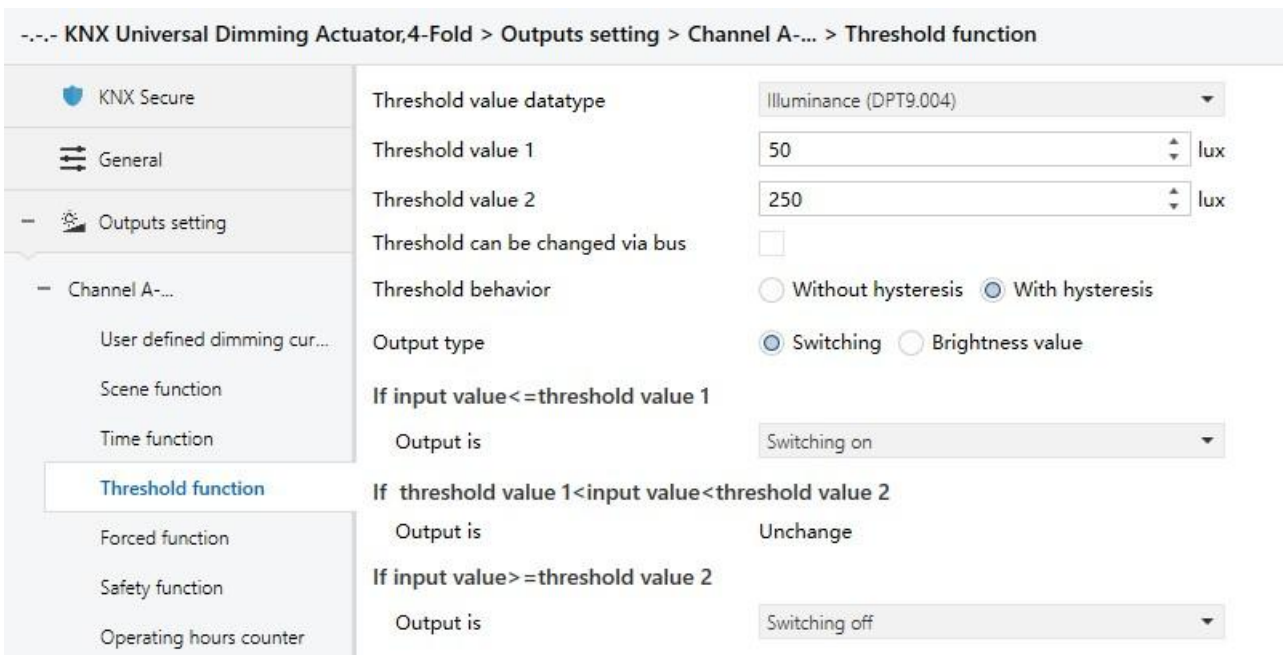 -.-.- KNX Universal Dimming Actuator,4-Fold > Outputs setting > Channel A-... > Threshold function
KNX Secure
General
Outputs setting
Channel A-...
User defined dimming cur...
Scene function
Time function
Threshold function
Forced function
Safety function
Operating hours counter
Threshold value datatype Illuminance (DPT9.004)
Threshold value 1 50 lux
Threshold value 2 250 lux
Threshold can be changed via bus
Threshold behavior Without hysteresis With hysteresis
Output type Switching Brightness value
If input value<=threshold value 1
Output is Switching on
If threshold value 1<input value<threshold value 2
Output is Unchange
If input value>=threshold value 2
Output is Switching off